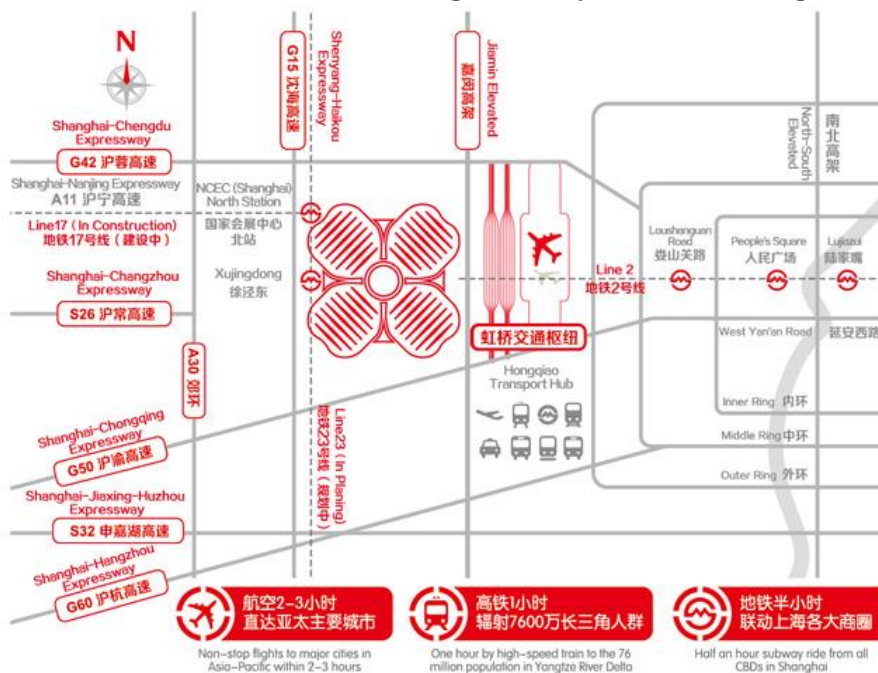 N
G15 沈海高速
Shenyang-Haikou
Expressway
Jiamin Elevated
嘉闵高架
North-South
Elevated
南北高架
Shanghai-Chengdu
Expressway
G42 沪蓉高速
Shanghai-Nanjing Expressway
A11 沪宁高速
NCEC (Shanghai)
North Station
国家会展中心
北站
Line17 (In Construction)
地铁17号线 (建设中)
Loushanguan
Road
娄山关路
People's Square
人民广场
Lujiazui
陆家嘴
Line 2
地铁2号线
Shanghai-Changzhou
Expressway
S26 沪常高速
Xujingdong
徐泾东
虹桥交通枢纽
Hongqiao
Transport Hub
West Yan'an Road
延安西路
A30 郊环
Inner Ring 内环
Middle Ring 中环
Outer Ring 外环
Shanghai-Chongqing
Expressway
G50 沪渝高速
Line23 (In Planing)
地铁23号线 (规划中)
Shanghai-Jiaxing-Huzhou
Expressway
S32 申嘉湖高速
Shanghai-Hangzhou
Expressway
G60 沪杭高速
航空2-3小时
直达亚太主要城市
Non-stop flights to major cities in
Asia-Pacific within 2-3 hours
高铁1小时
辐射7600万长三角人群
One hour by high-speed train to the 76
million population in Yangtze River Delta
地铁半小时
联动上海各大商圈
Half an hour subway ride from all
CBDs in Shanghai